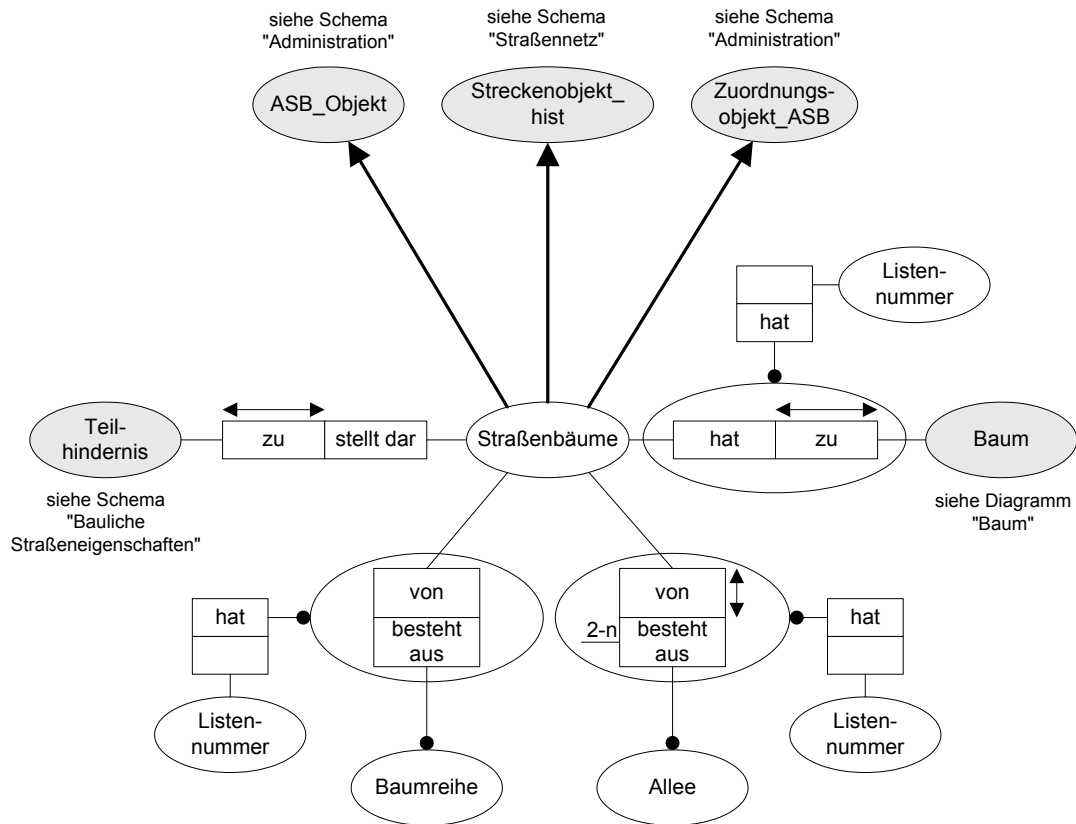 siehe Schema
"Administration"
siehe Schema
"Straßennetz"
siehe Schema
"Administration"
ASB_Objekt
Streckenobjekt_
hist
Zuordnungs-
objekt_ASB
Listen-
nummer
hat
Teil-
hindernis
zu
stellt dar
Straßenbäume
hat
zu
Baum
siehe Schema
"Bauliche
Straßeneigenschaften"
siehe Diagramm
"Baum"
hat
von
besteht
aus
von
2-n
besteht
aus
hat
Listen-
nummer
Listen-
nummer
Baumreihe
Allee